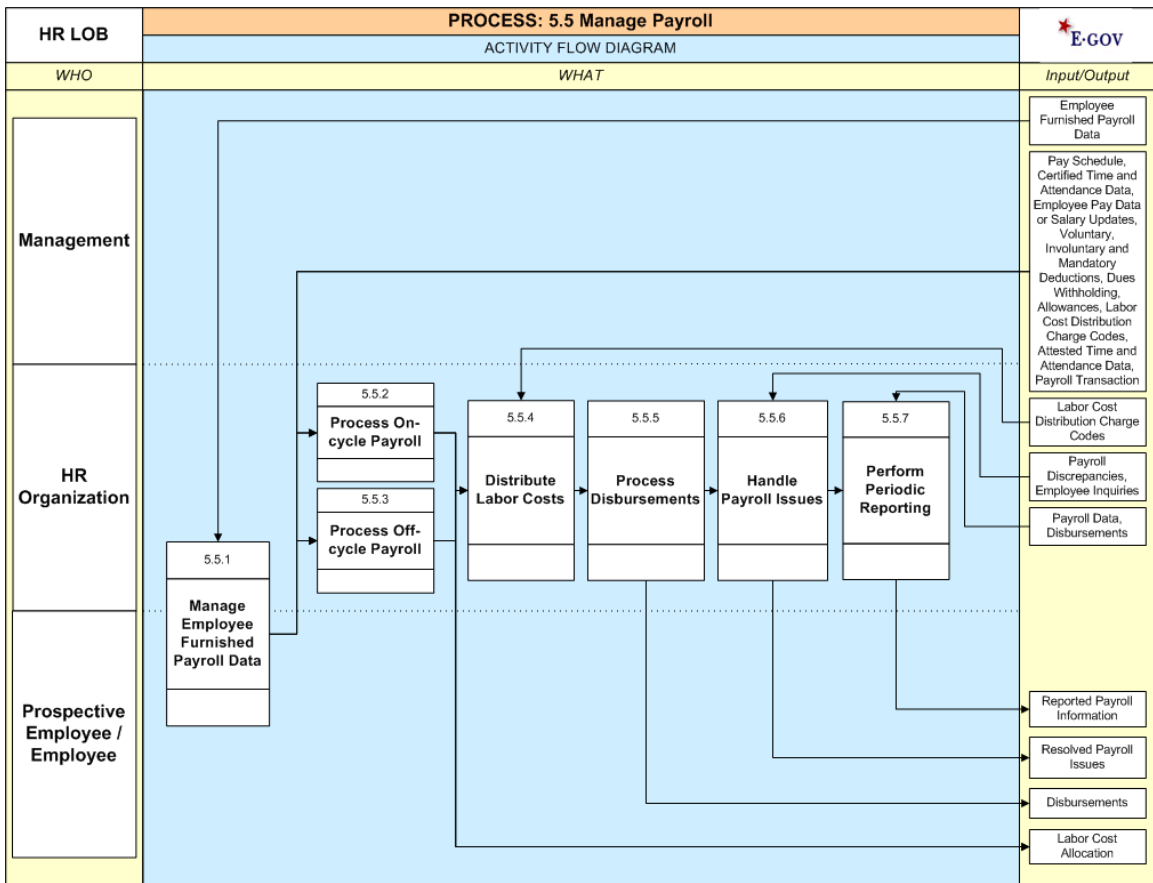 HR LOB
PROCESS: 5.5 Manage Payroll
ACTIVITY FLOW DIAGRAM
E-GOV
WHO
WHAT
Input/Output
Management
HR
Organization
Prospective
Employee /
Employee
5.5.1
Manage
Employee
Furnished
Payroll Data
5.5.2
Process On-
cycle Payroll
5.5.3
Process Off-
cycle Payroll
5.5.4
Distribute
Labor Costs
5.5.5
Process
Disbursements
5.5.6
Handle
Payroll Issues
5.5.7
Perform
Periodic
Reporting
Employee
Furnished Payroll
Data
Pay Schedule,
Certified Time and
Attendance Data,
Employee Pay Data
or Salary Updates,
Voluntary,
Involuntary and
Mandatory
Deductions, Dues
Withholding,
Allowances, Labor
Cost Distribution
Charge Codes,
Attested Time and
Attendance Data,
Payroll Transaction
Labor Cost
Distribution Charge
Codes
Payroll
Discrepancies,
Employee Inquiries
Payroll Data,
Disbursements
Reported Payroll
Information
Resolved Payroll
Issues
Disbursements
Labor Cost
Allocation